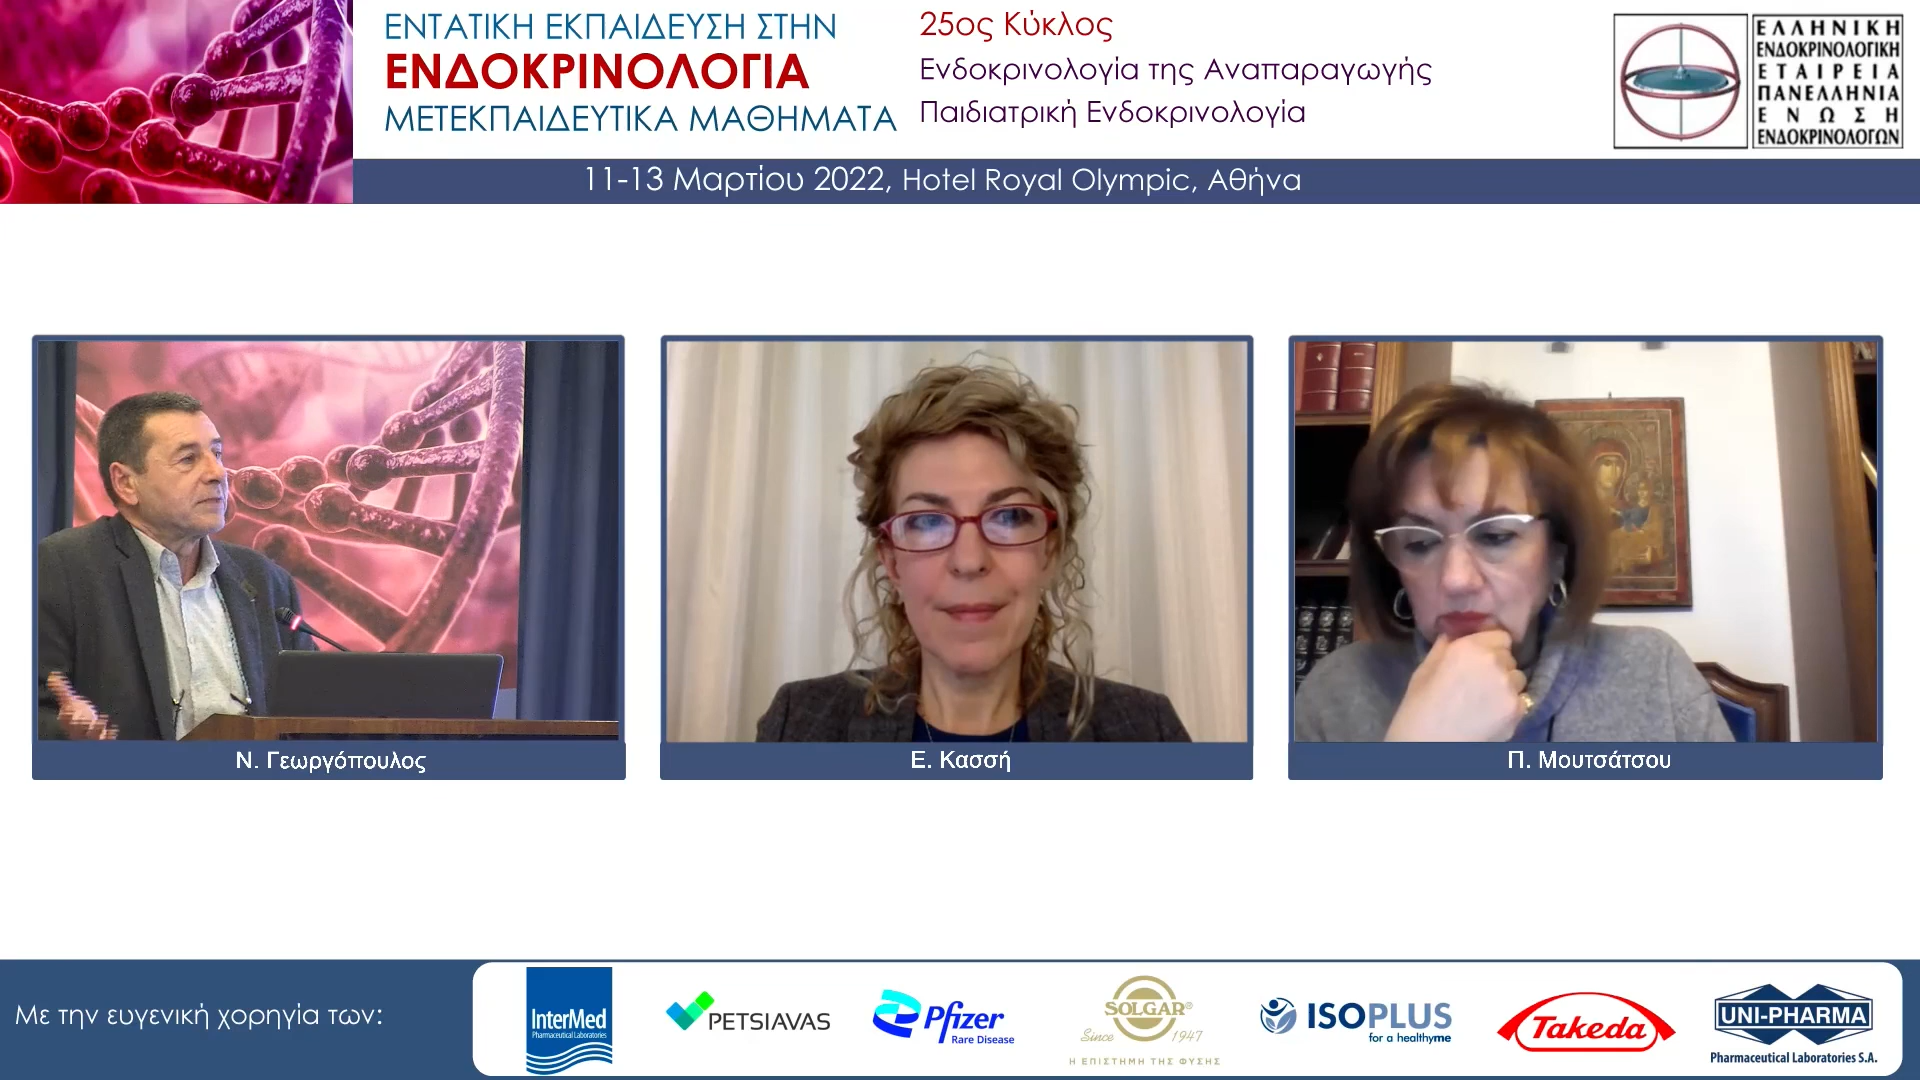 ΕΝΤΑΤΙΚΗ ΕΚΠΑΙΔΕΥΣΗ ΣΤΗΝ
ΕΝΔΟΚΡΙΝΟΛΟΓΙΑ
ΜΕΤΕΚΠΑΙΔΕΥΤΙΚΑ ΜΑΘΗΜΑΤΑ
25ος Κύκλος
Ενδοκρινολογία της Αναπαραγωγής
Παιδιατρική Ενδοκρινολογία
ΕΛΛΗΝΙΚΗ
ΕΝΔΟΚΡΙΝΟΛΟΓΙΚΗ
ΕΤΑΙΡΕΙΑ
ΠΑΝΕΛΛΗΝΙΑ
ΕΝΩΣΗ
ΕΝΔΟΚΡΙΝΟΛΟΓΩΝ
11-13 Μαρτίου 2022, Hotel Royal Olympic, Αθήνα
Ν. Γεωργόπουλος
Ε. Κασσή
Π. Μουτσάτσου
Με την ευγενική χορηγία των:
InterMed
Pharmaceutical Laboratories
PETSIAVAS
Pfizer
Rare Disease
SOLGAR®
Since 1947
Η ΕΠΙΣΤΗΜΗ ΤΗΣ ΦΥΣΗΣ
ISOPLUS
for a healthyme
Takeda
UNI-PHARMA
Pharmaceutical Laboratories S.A.